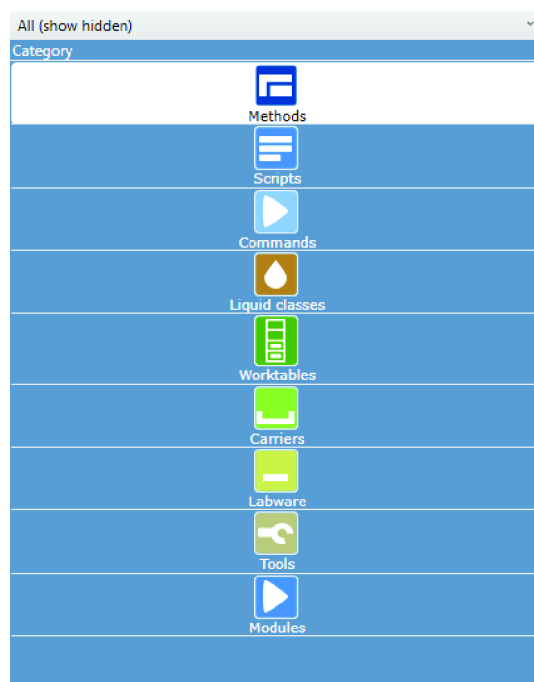 All (show hidden)
Category
Methods
Scripts
Commands
Liquid classes
Worktables
Carriers
Labware
Tools
Modules